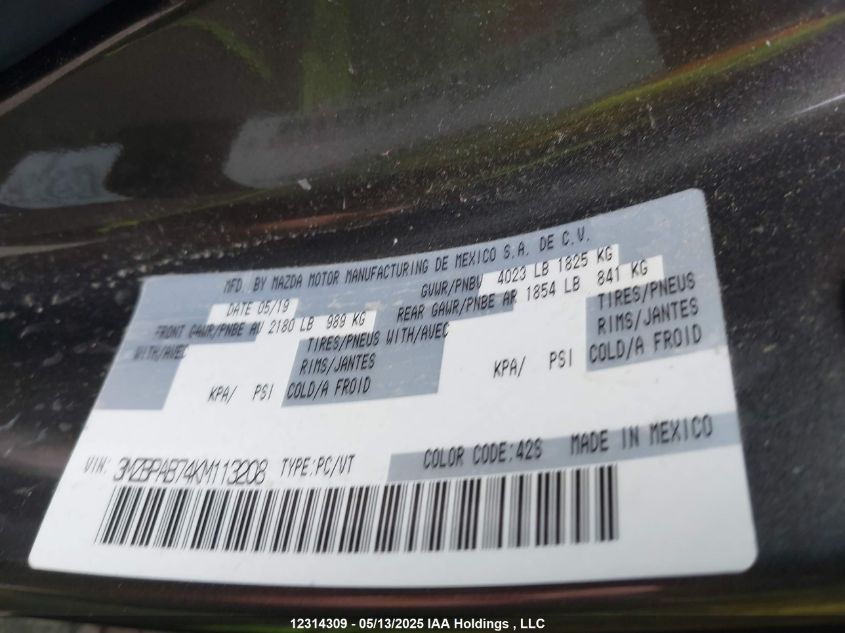 MFD BY MAZDA MOTOR MANUFACTURING DE MEXICO S.A. DE C.V.
DATE 05/19 GVWR/PNBV 4023 LB 1825 KG
FRONT GAWR/PNBE AV 2180 LB 989 KG REAR GAWR/PNBE AR 1854 LB 841 KG
WITH/AVEC TIRES/PNEUS WITH/AVEC TIRES/PNEUS
RIMS/JANTES RIMS/JANTES
KPA/ PSI COLD/A FROID KPA/ PSI COLD/A FROID
VIN: 3MZBPAB74KM113208 TYPE:PC/VT COLOR CODE:42S MADE IN MEXICO
12314309 - 05/13/2025 IAA Holdings , LLC